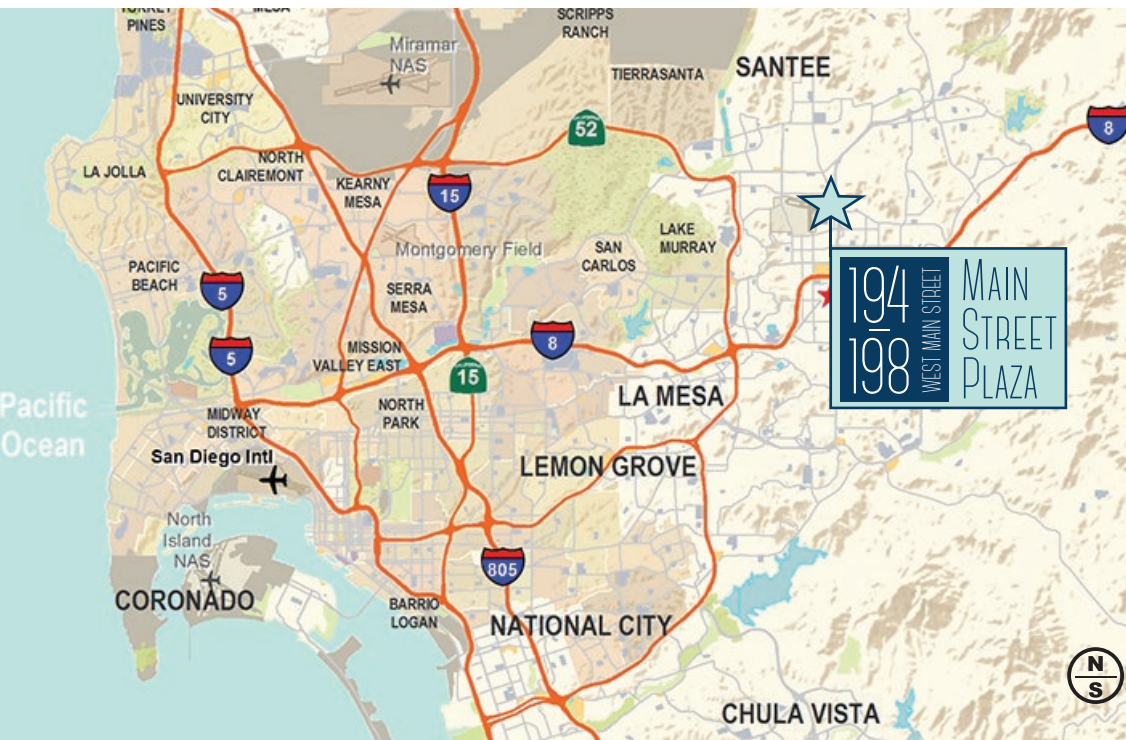 TORREY
PINES
MESA
SCRIPPS
RANCH
Miramar
NAS
TIERRASANTA
SANTEE
UNIVERSITY
CITY
52
8
LA JOLLA
NORTH
CLAIREMONT
KEARNY
MESA
15
LAKE
MURRAY
Montgomery Field
SAN
CARLOS
PACIFIC
BEACH
5
SERRA
MESA
194
198
WEST MAIN STREET
MAIN
STREET
PLAZA
5
8
MISSION
VALLEY EAST
CALIFORNIA
15
LA MESA
Pacific
Ocean
MIDWAY
DISTRICT
NORTH
PARK
San Diego Intl
LEMON GROVE
North
Island
NAS
805
CORONADO
BARRIO
LOGAN
NATIONAL CITY
N
S
CHULA VISTA